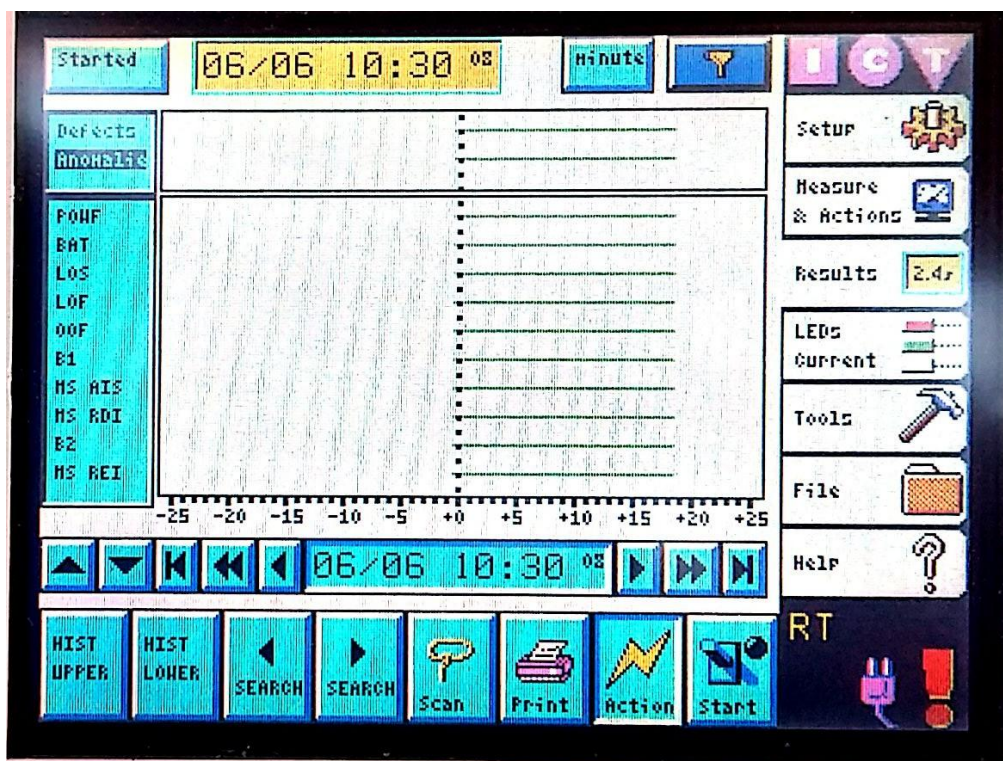 Started
06/06 10:30 08
Minute
I C T
Defects
Anomalie
Setup
Measure
& Actions
Results
2.4s
LEDs
Current
Tools
File
Help
POWF
BAT
LOS
LOF
OOF
B1
MS AIS
MS RDI
B2
MS REI
-25 -20 -15 -10 -5 +0 +5 +10 +15 +20 +25
06/06 10:30 08
HIST
UPPER
HIST
LOWER
SEARCH
SEARCH
Scan
Print
Action
Start
RT